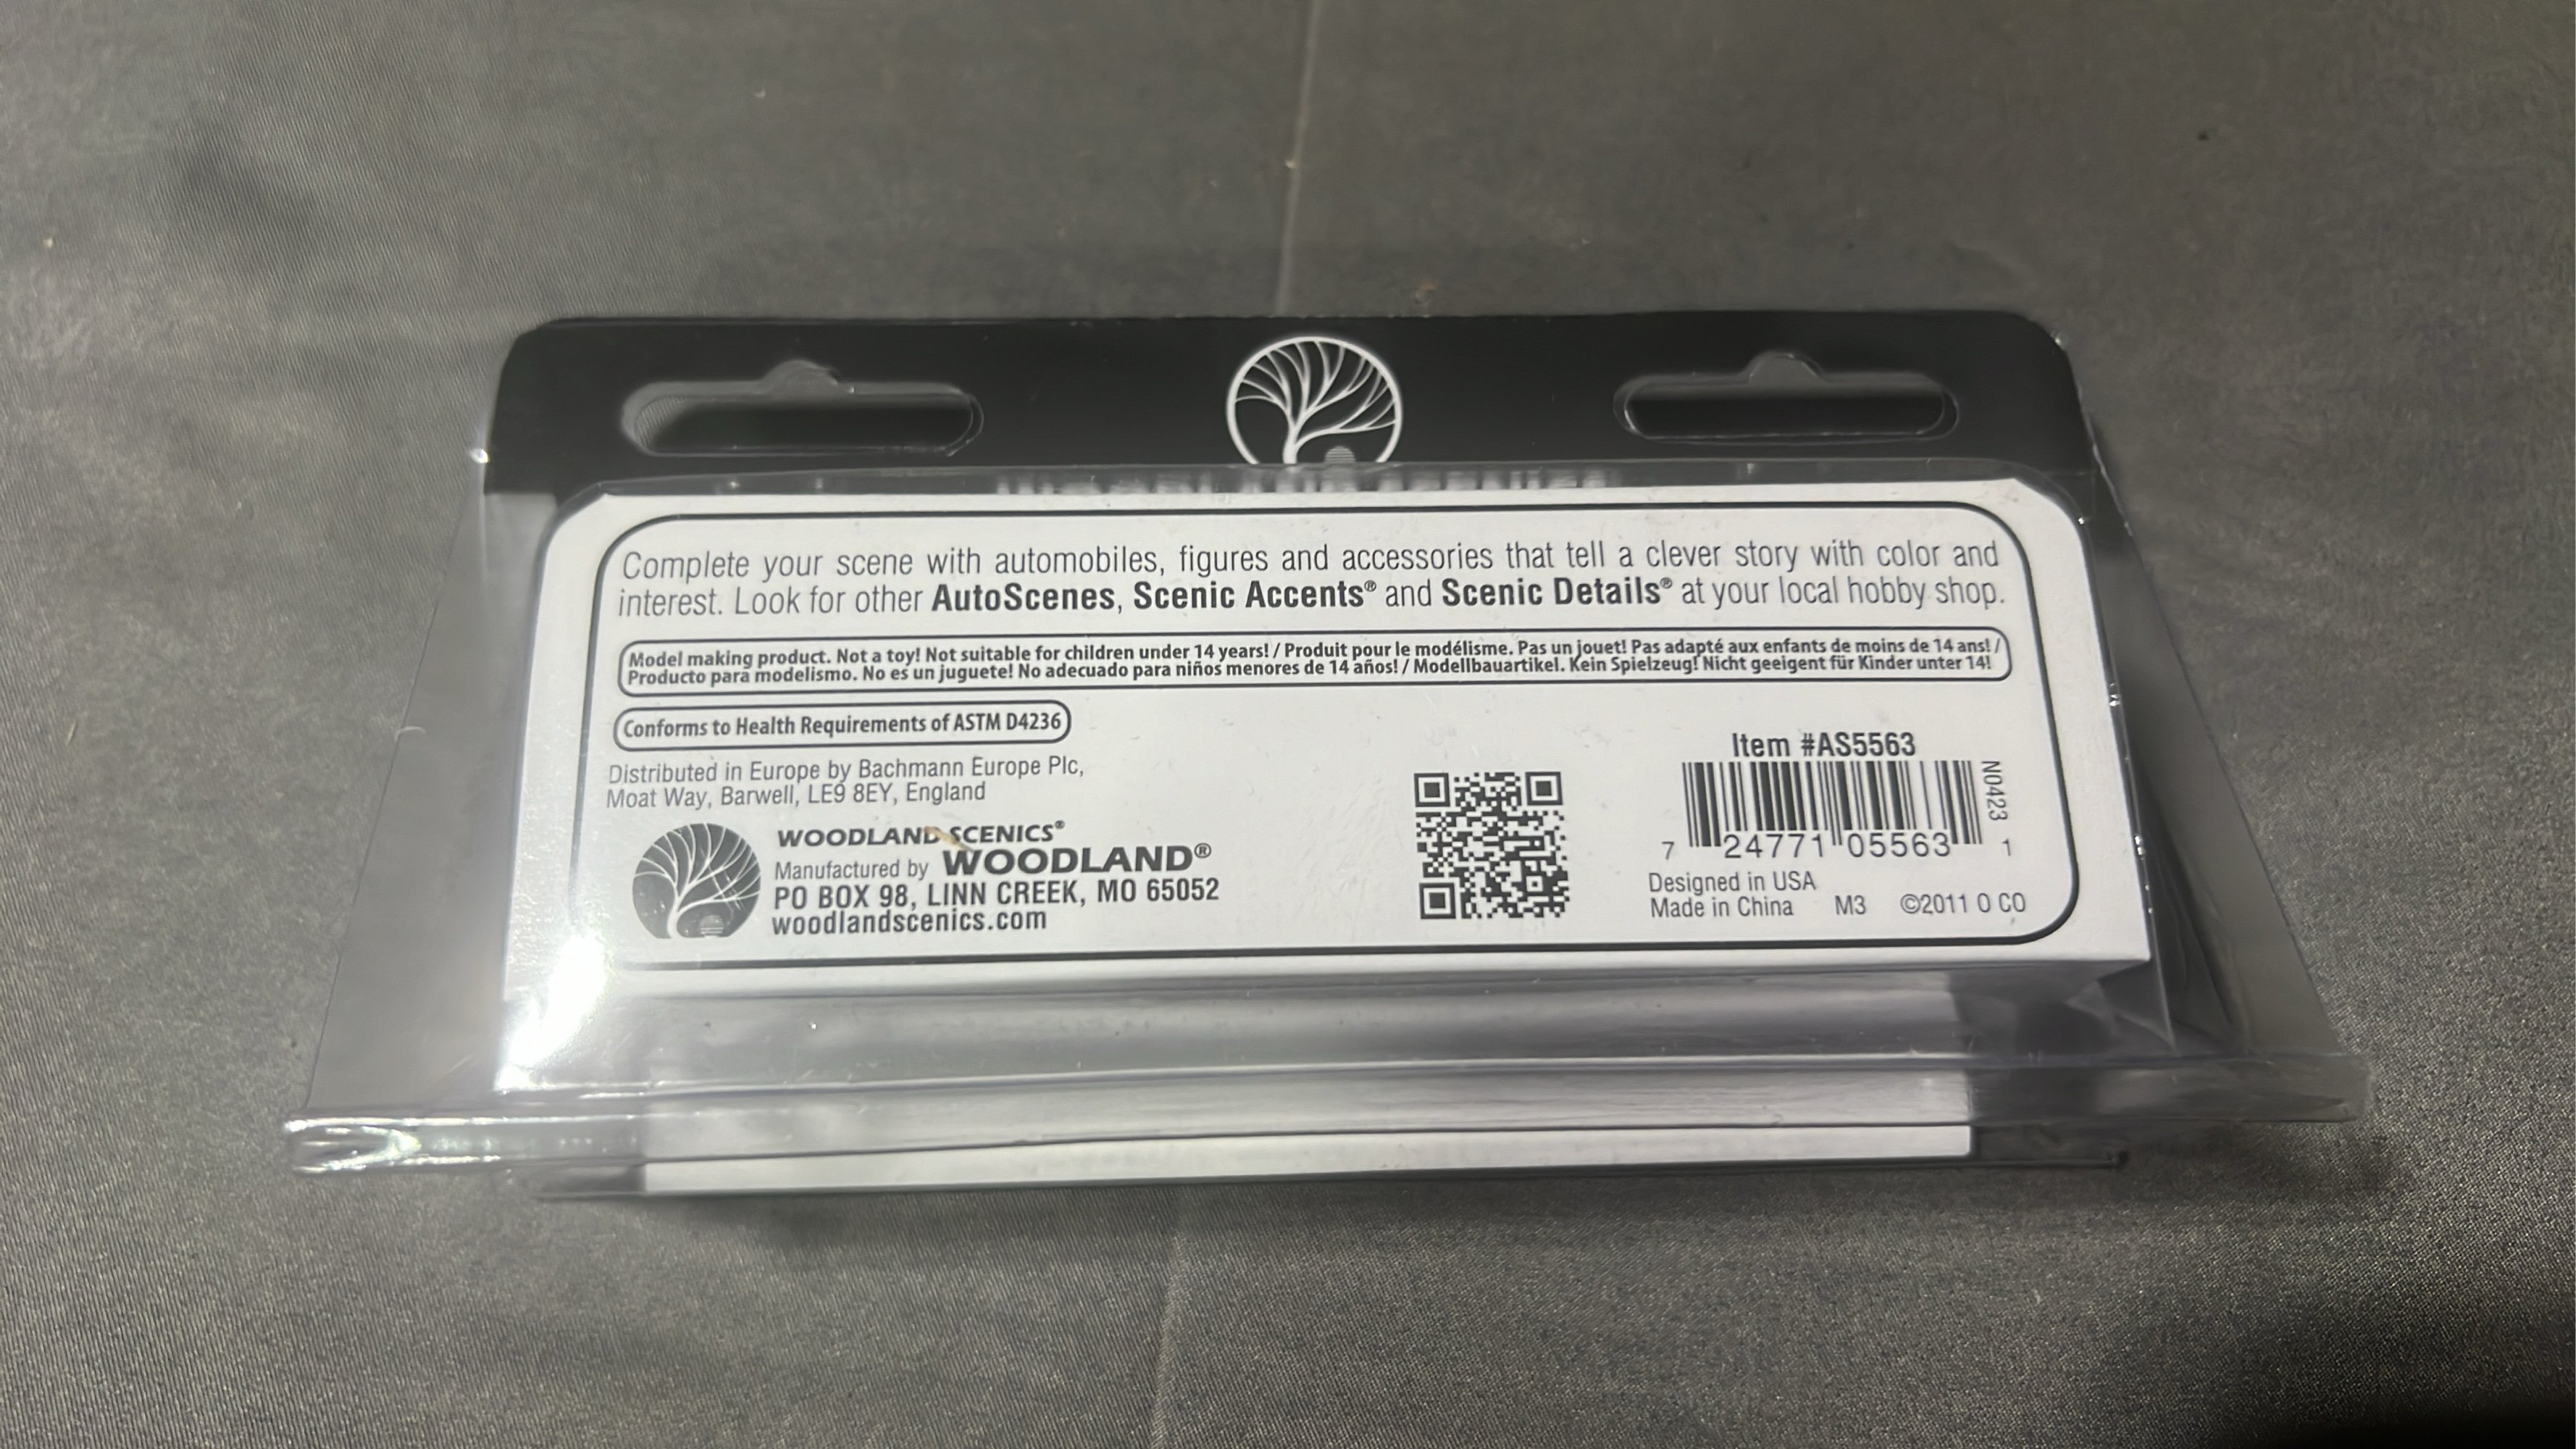 Complete your scene with automobiles, figures and accessories that tell a clever story with color and
interest. Look for other AutoScenes, Scenic Accents® and Scenic Details® at your local hobby shop.
Model making product. Not a toy! Not suitable for children under 14 years! / Produit pour le modélisme. Pas un jouet! Pas adapté aux enfants de moins de 14 ans! /
Producto para modelismo. No es un juguete! No adecuado para niños menores de 14 años! / Modellbauartikel. Kein Spielzeug! Nicht geeigent für Kinder unter 14!
Conforms to Health Requirements of ASTM D4236
Distributed in Europe by Bachmann Europe Plc,
Moat Way, Barwell, LE9 8EY, England
WOODLAND SCENICS®
Manufactured by WOODLAND®
PO BOX 98, LINN CREEK, MO 65052
woodlandscenics.com
Item #AS5563
N0423
7 24771 05563 1
Designed in USA
Made in China M3 ©2011 O CO